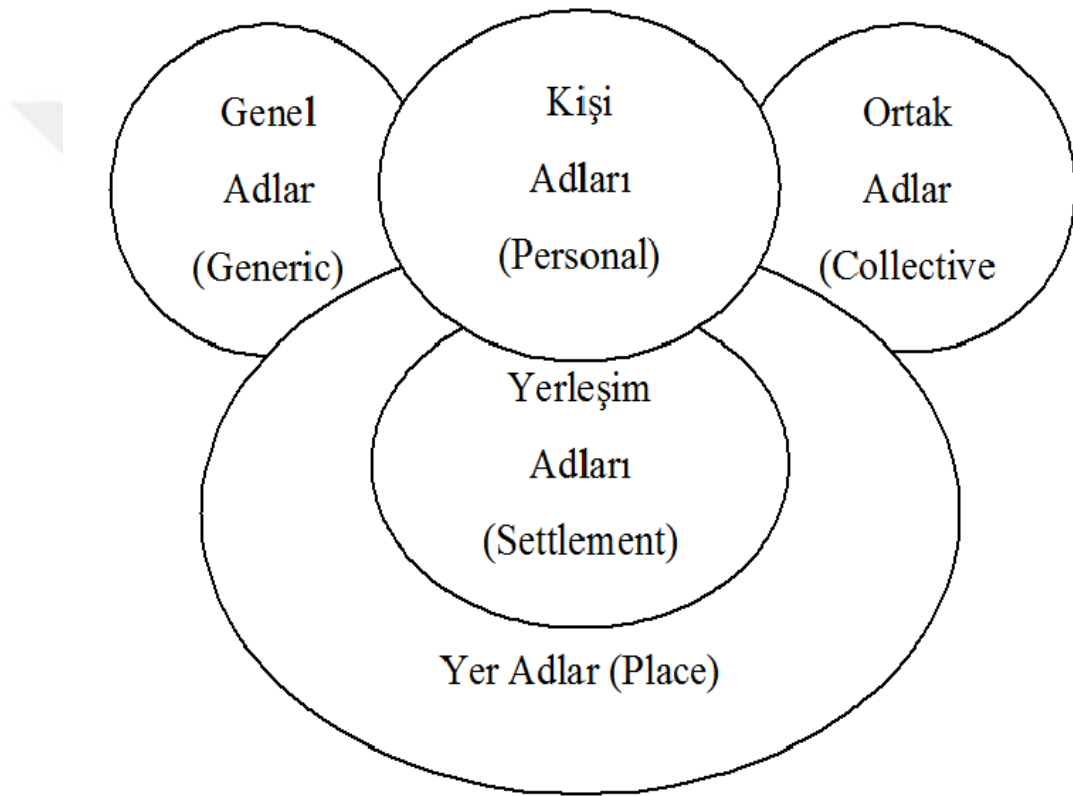 Genel
Adlar
(Generic)
Kişi
Adları
(Personal)
Ortak
Adlar
(Collective
Yerleşim
Adları
(Settlement)
Yer Adlar (Place)